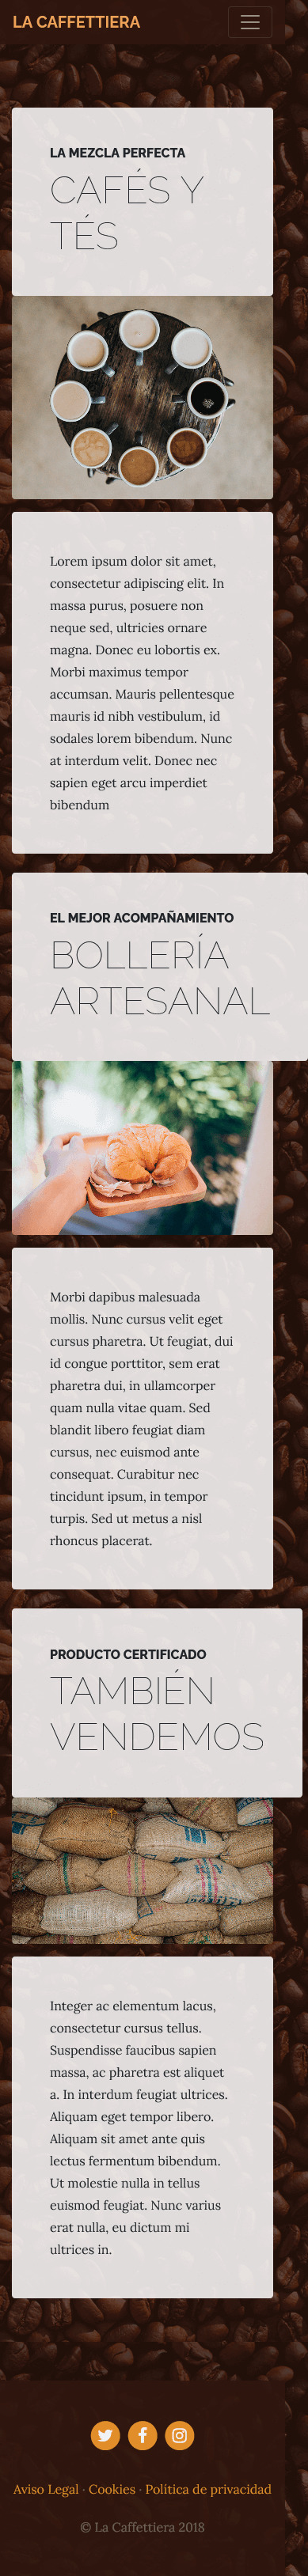 LA CAFFETTIERA
LA MEZCLA PERFECTA
CAFÉS Y
TÉS
Lorem ipsum dolor sit amet,
consectetur adipiscing elit. In
massa purus, posuere non
neque sed, ultricies ornare
magna. Donec eu lobortis ex.
Morbi maximus tempor
accumsan. Mauris pellentesque
mauris id nibh vestibulum, id
sodales lorem bibendum. Nunc
at interdum velit. Donec nec
sapien eget arcu imperdiet
bibendum
EL MEJOR ACOMPAÑAMIENTO
BOLLERÍA
ARTESANAL
Morbi dapibus malesuada
mollis. Nunc cursus velit eget
cursus pharetra. Ut feugiat, dui
id congue porttitor, sem erat
pharetra dui, in ullamcorper
quam nulla vitae quam. Sed
blandit libero feugiat diam
cursus, nec euismod ante
consequat. Curabitur nec
tincidunt ipsum, in tempor
turpis. Sed ut metus a nisl
rhoncus placerat.
PRODUCTO CERTIFICADO
TAMBIÉN
VENDEMOS
Integer ac elementum lacus,
consectetur cursus tellus.
Suspendisse faucibus sapien
massa, ac pharetra est aliquet
a. In interdum feugiat ultrices.
Aliquam eget tempor libero.
Aliquam sit amet ante quis
lectus fermentum bibendum.
Ut molestie nulla in tellus
euismod feugiat. Nunc varius
erat nulla, eu dictum mi
ultrices in.
Aviso Legal · Cookies · Política de privacidad
© La Caffettiera 2018